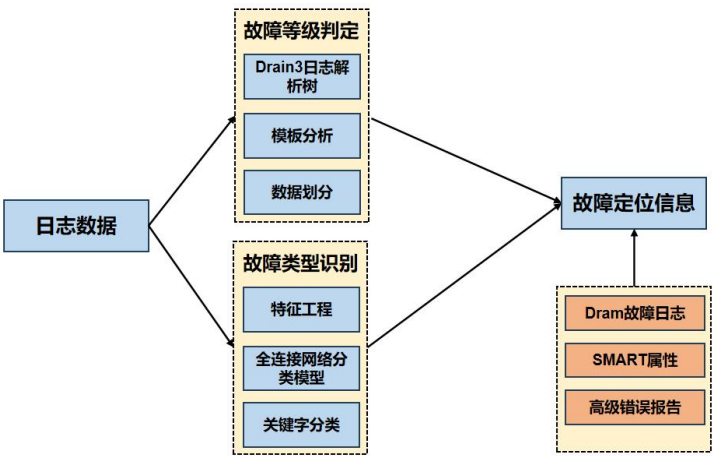 故障等级判定
Drain3日志解
析树
模板分析
数据划分
日志数据
故障类型识别
特征工程
全连接网络分
类模型
关键字分类
故障定位信息
Dram故障日志
SMART属性
高级错误报告